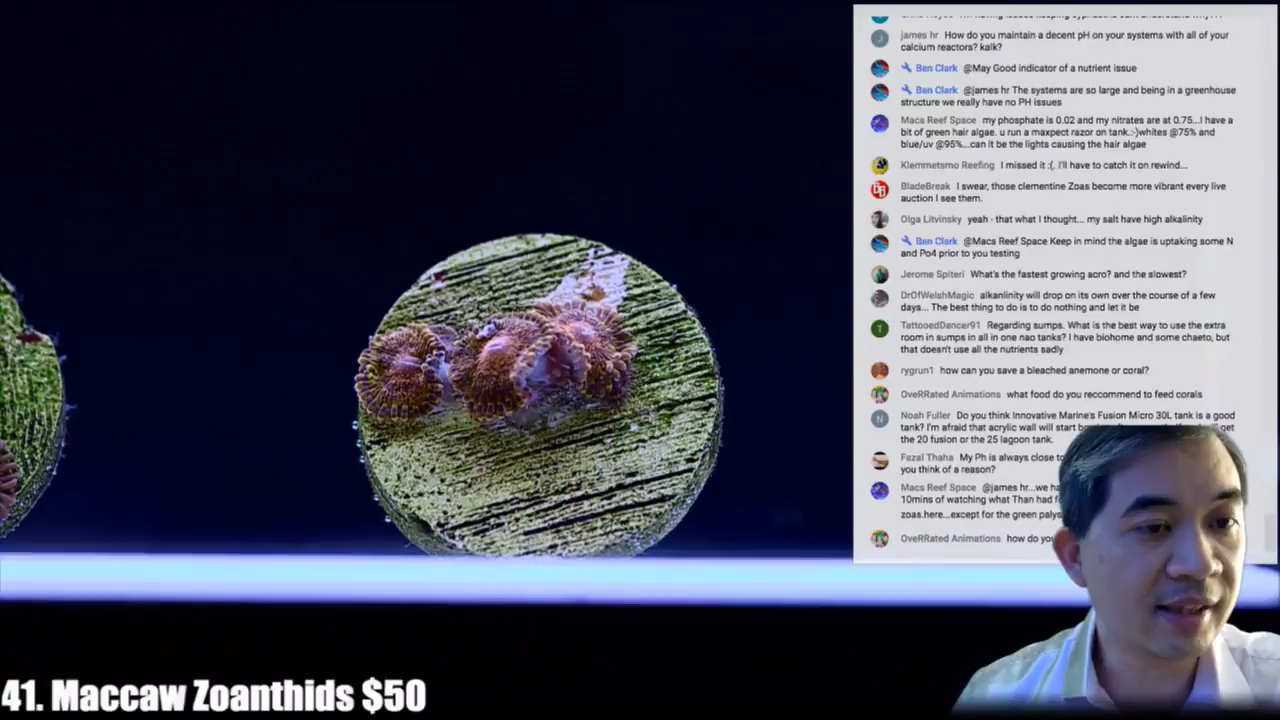 james hr How do you maintain a decent pH on your systems with all of your
calcium reactors? kalk?
Ben Clark @May Good indicator of a nutrient issue
Ben Clark @james hr The systems are so large and being in a greenhouse
structure we really have no PH issues
Macs Reef Space my phosphate is 0.02 and my nitrates are at 0.75...I have a
bit of green hair algae. u run a maxpect razor on tank.:-)whites @75% and
blue/uv @95%...can it be the lights causing the hair algae
Klemmetsmo Reefing I missed it :(. I'll have to catch it on rewind...
BladeBreak I swear, those clementine Zoas become more vibrant every live
auction I see them.
Olga Litvinsky yeah - that what I thought... my salt have high alkalinity
Ben Clark @Macs Reef Space Keep in mind the algae is uptaking some N
and Po4 prior to you testing
Jerome Spiteri What's the fastest growing acro? and the slowest?
DrOfWelshMagic alkanlinity will drop on its own over the course of a few
days... The best thing to do is to do nothing and let it be
T TattooedDancer91 Regarding sumps. What is the best way to use the extra
room in sumps in all in one nao tanks? I have biohome and some chaeto, but
that doesn't use all the nutrients sadly
rygrun1 how can you save a bleached anemone or coral?
OveRRated Animations what food do you reccommend to feed corals
N Noah Fuller Do you think Innovative Marine's Fusion Micro 30L tank is a good
tank? I'm afraid that acrylic wall will start get
the 20 fusion or the 25 lagoon tank.
Fazal Thaha My Ph is always close to
you think of a reason?
Macs Reef Space @james hr...we ha
10mins of watching what Than had f
zoas.here...except for the green palys
OveRRated Animations how do you
41. Maccaw Zoanthids $50